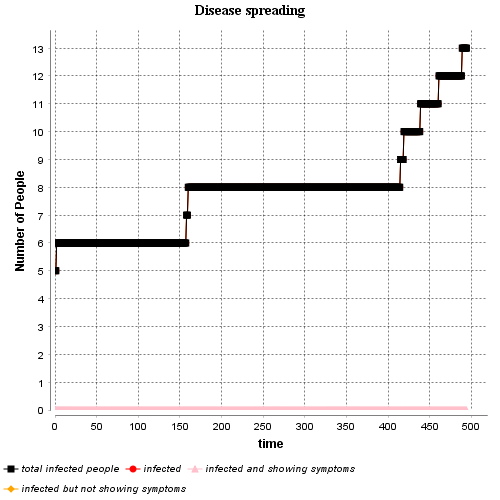 Disease spreading
Number of People
13
12
11
10
9
8
7
6
5
4
3
2
1
0
0 50 100 150 200 250 300 350 400 450 500
time
total infected people infected infected and showing symptoms
infected but not showing symptoms